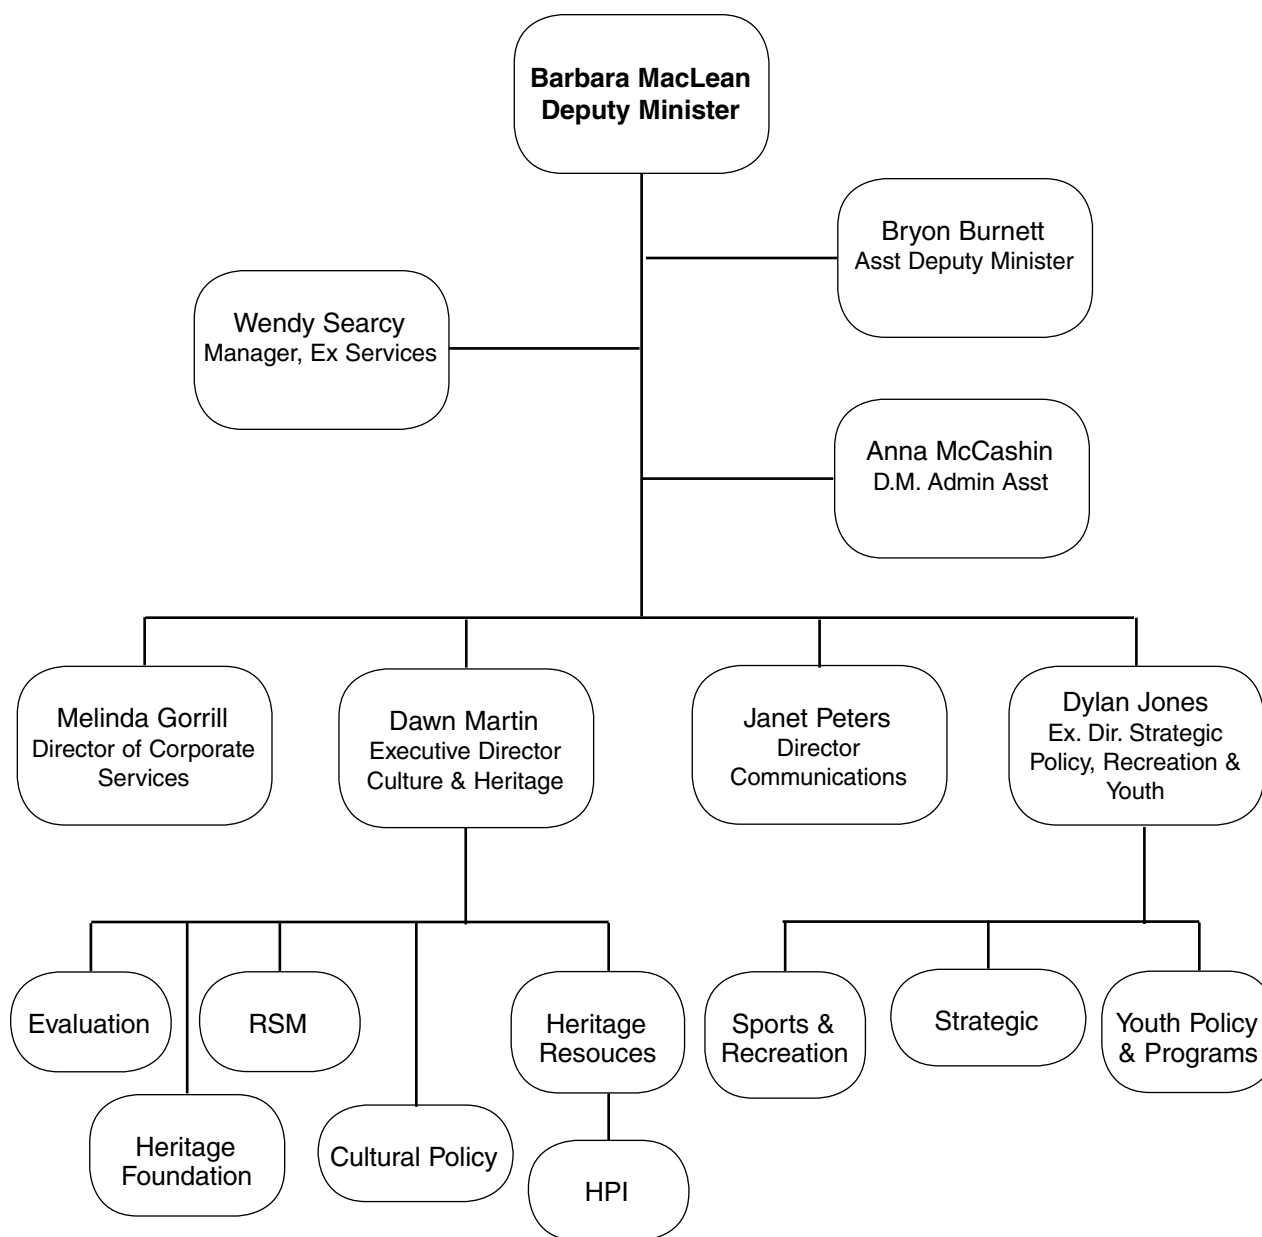 Barbara MacLean
Deputy Minister
Bryon Burnett
Asst Deputy Minister
Wendy Searcy
Manager, Ex Services
Anna McCashin
D.M. Admin Asst
Melinda Gorrill
Director of Corporate
Services
Dawn Martin
Executive Director
Culture & Heritage
Janet Peters
Director
Communications
Dylan Jones
Ex. Dir. Strategic
Policy, Recreation &
Youth
Evaluation
RSM
Heritage
Resouces
Sports &
Recreation
Strategic
Youth Policy
& Programs
Heritage
Foundation
Cultural Policy
HPI